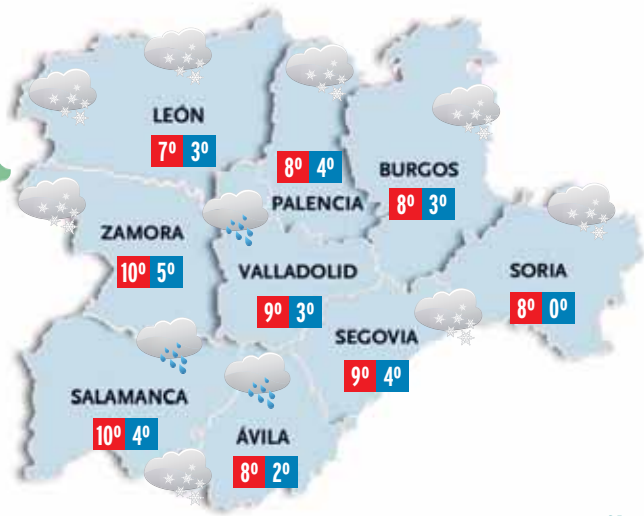 LEÓN
7º 3º
8º 4º
PALENCIA
BURGOS
8º 3º
ZAMORA
10º 5º
VALLADOLID
9º 3º
SORIA
8º 0º
SEGOVIA
9º 4º
SALAMANCA
10º 4º
ÁVILA
8º 2º